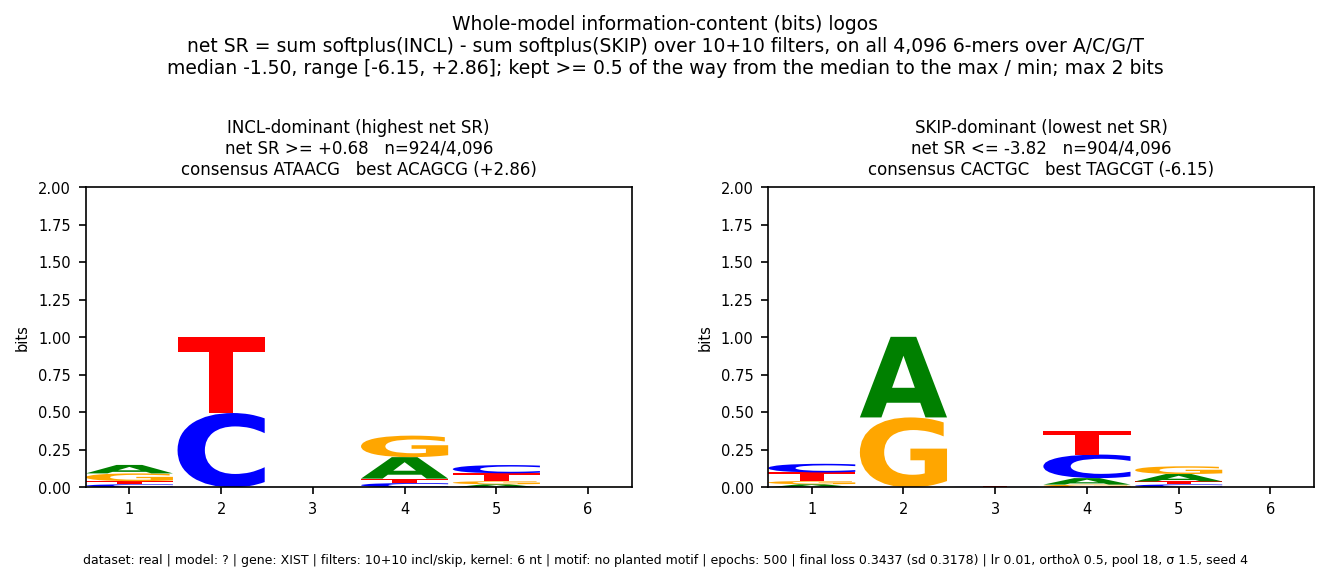 Whole-model information-content (bits) logos
net SR = sum softplus(INCL) - sum softplus(SKIP) over 10+10 filters, on all 4,096 6-mers over A/C/G/T
median -1.50, range [-6.15, +2.86]; kept >= 0.5 of the way from the median to the max / min; max 2 bits
INCL-dominant (highest net SR)
net SR >= +0.68 n=924/4,096
consensus ATAACG best ACAGCG (+2.86)
2.00
1.75
1.50
1.25
1.00
0.75
0.50
0.25
0.00
bits
A
G
T
C
T
C
G
A
T
C
C
T
G
A
1 2 3 4 5 6
SKIP-dominant (lowest net SR)
net SR <= -3.82 n=904/4,096
consensus CACTGC best TAGCGT (-6.15)
2.00
1.75
1.50
1.25
1.00
0.75
0.50
0.25
0.00
bits
C
T
G
A
A
G
T
C
A
G
G
A
T
C
1 2 3 4 5 6
dataset: real | model: ? | gene: XIST | filters: 10+10 incl/skip, kernel: 6 nt | motif: no planted motif | epochs: 500 | final loss 0.3437 (sd 0.3178) | lr 0.01, orthoλ 0.5, pool 18, σ 1.5, seed 4